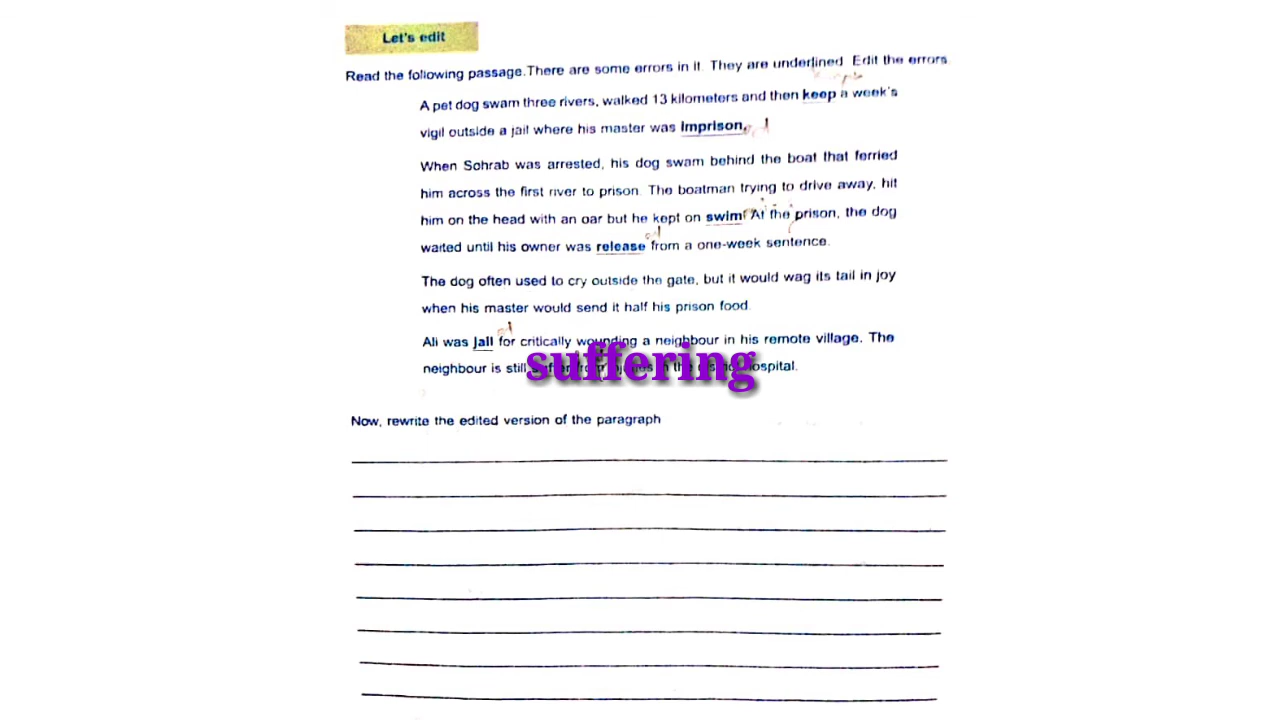 Let's edit
Read the following passage.There are some errors in it. They are underlined. Edit the errors
A pet dog swam three rivers, walked 13 kilometers and then keep a week's
vigil outside a jail where his master was imprison.
When Sohrab was arrested, his dog swam behind the boat that ferried
him across the first river to prison. The boatman trying to drive away, hit
him on the head with an oar but he kept on swim. At the prison, the dog
waited until his owner was release from a one-week sentence.
The dog often used to cry outside the gate, but it would wag its tail in joy
when his master would send it half his prison food.
Ali was jail for critically wounding a neighbour in his remote village. The
suffering
neighbour is still the hospital.
Now, rewrite the edited version of the paragraph